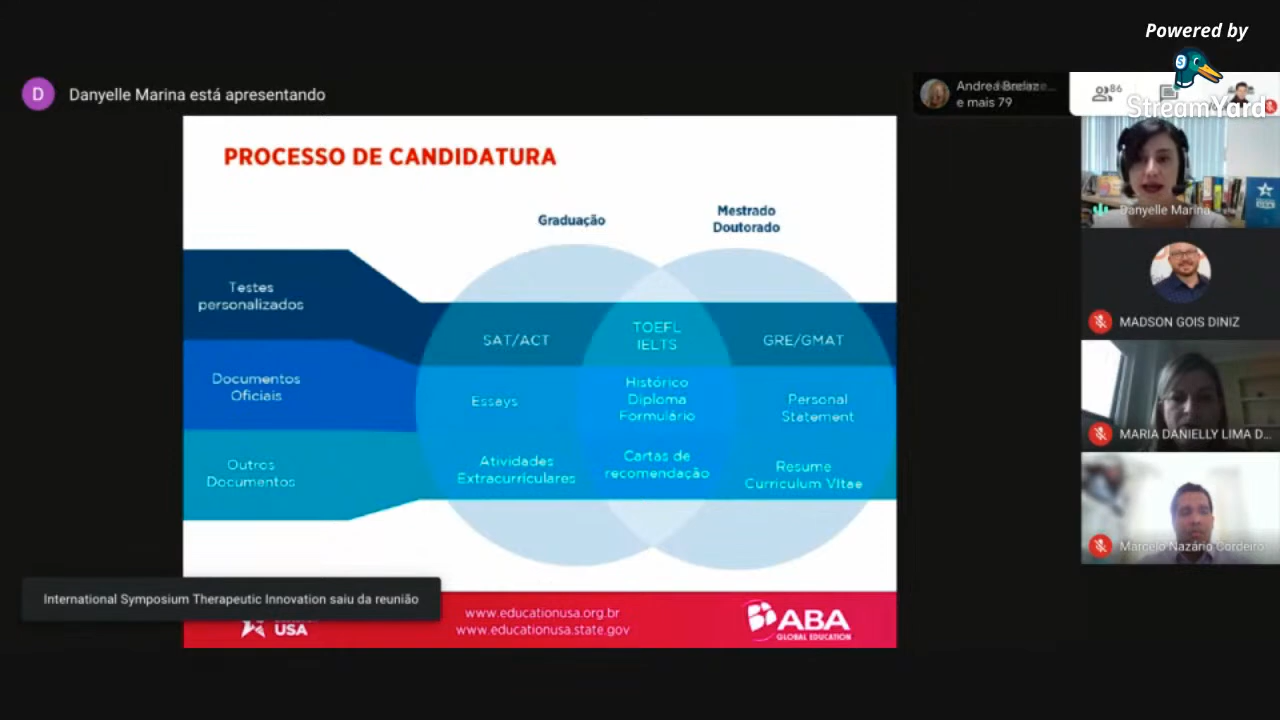 Powered by
StreamYard
D
Danyelle Marina está apresentando
Andrea Brelaz
e mais 79
86
PROCESSO DE CANDIDATURA
Graduação
Mestrado
Doutorado
Testes
personalizados
SAT/ACT
TOEFL
IELTS
GRE/GMAT
Documentos
Oficiais
Essays
Histórico
Diploma
Formulário
Personal
Statement
Outros
Documentos
Atividades
Extracurriculares
Cartas de
recomendação
Resume
Curriculum Vitae
International Symposium Therapeutic Innovation saiu da reunião
USA
www.educationusa.org.br
www.educationusa.state.gov
ABA
GLOBAL EDUCATION
Danyelle Marina
MADSON GOIS DINIZ
MARIA DANIELLY LIMA D...
Marcelo Nazário Cordeiro